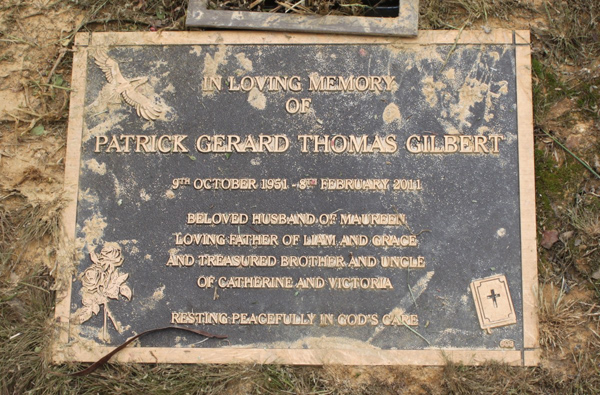 IN LOVING MEMORY
OF
PATRICK GERARD THOMAS GILBERT
9TH OCTOBER 1951 - 8TH FEBRUARY 2011
BELOVED HUSBAND OF MAUREEN
LOVING FATHER OF LIAM AND GRACE
AND TREASURED BROTHER AND UNCLE
OF CATHERINE AND VICTORIA
RESTING PEACEFULLY IN GOD'S CARE